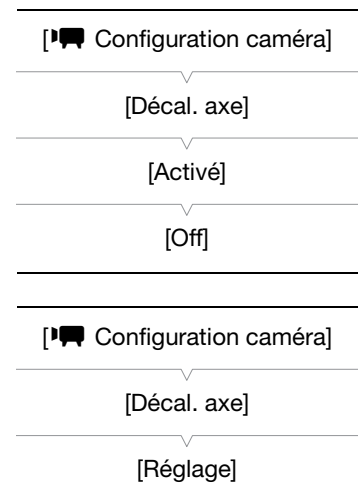 [ Configuration caméra]
[Décal. axe]
[Activé]
[Off]
[ Configuration caméra]
[Décal. axe]
[Réglage]